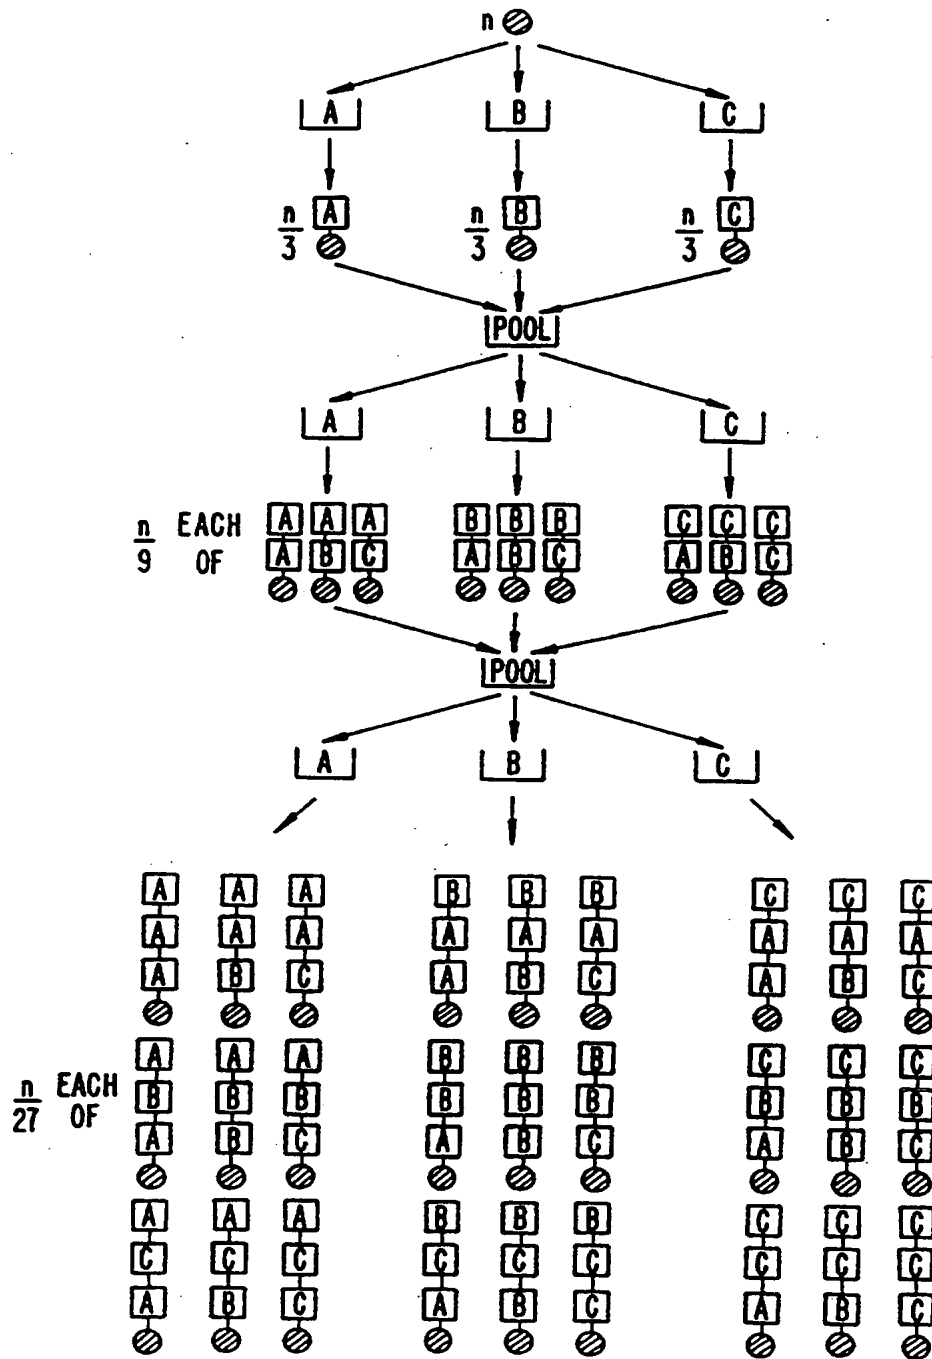 n
A B C
n/3 A n/3 B n/3 C
POOL
A B C
n/9 EACH OF
A A A B B B C C C
A B C A B C A B C
POOL
A B C
A A A B B B C C C
A A A A A A A A A
A B C A B C A B C
n/27 EACH OF
A A A B B B C C C
B B B B B B B B B
A B C A B C A B C
A A A B B B C C C
C C C C C C C C C
A B C A B C A B C